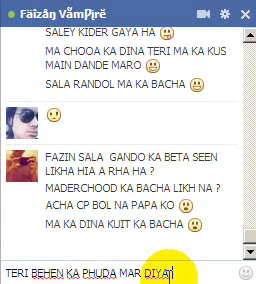 Fäïzåñ Vẫmƿïrĕ
SALEY KIDER GAYA HA
MA CHOOA KA DINA TERI MA KA KUS
MAIN DANDE MARO
SALA RANDOL MA KA BACHA
FAZIN SALA GANDO KA BETA SEEN
LIKHA HIA A RHA HA ?
MADERCHOOD KA BACHA LIKH NA ?
ACHA CP BOL NA PAPA KO
MA KA DINA KUIT KA BACHA
TERI BEHEN KA PHUDA MAR DIYA